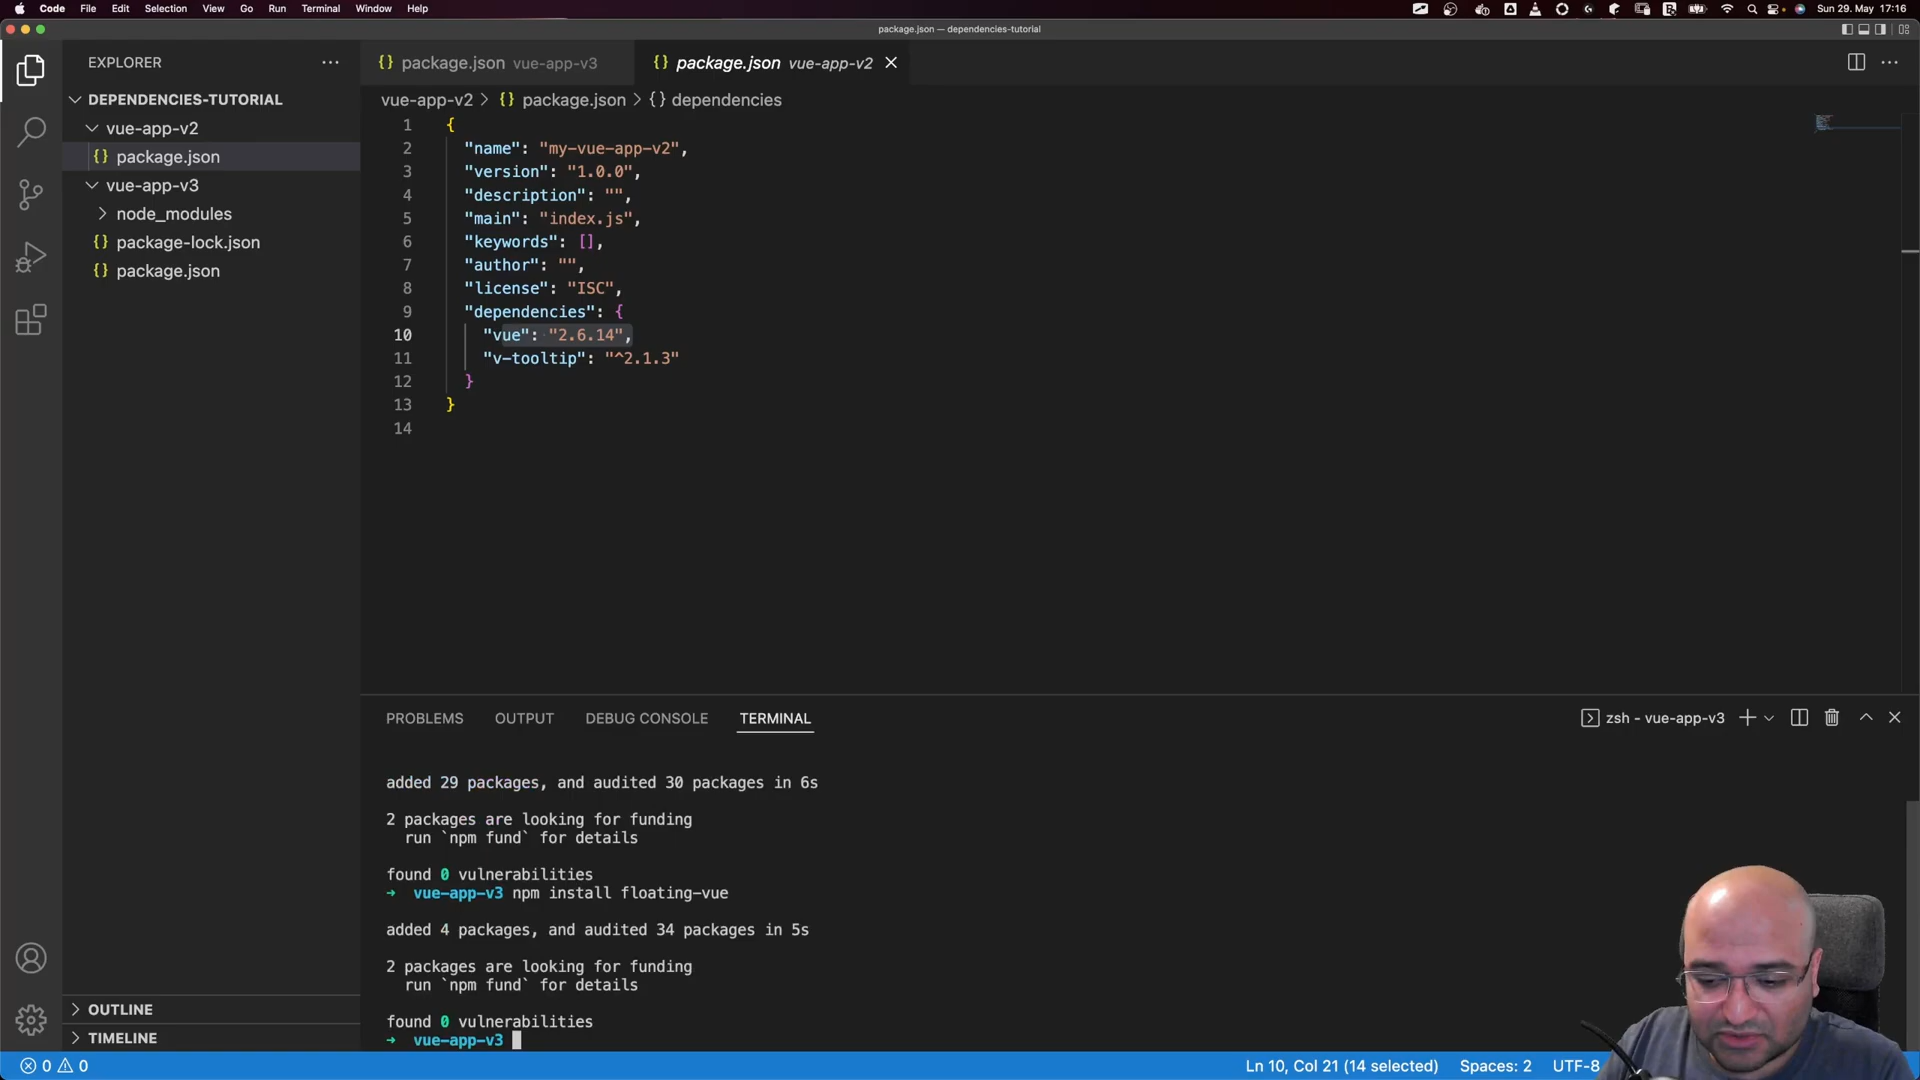 Code File Edit Selection View Go Run Terminal Window Help
Sun 29. May 17:16
package.json — dependencies-tutorial
EXPLORER
DEPENDENCIES-TUTORIAL
vue-app-v2
{} package.json
vue-app-v3
node_modules
{} package-lock.json
{} package.json
OUTLINE
TIMELINE
{} package.json vue-app-v3
{} package.json vue-app-v2
vue-app-v2 > {} package.json > {} dependencies
1 {
2 "name": "my-vue-app-v2",
3 "version": "1.0.0",
4 "description": "",
5 "main": "index.js",
6 "keywords": [],
7 "author": "",
8 "license": "ISC",
9 "dependencies": {
10 "vue": "2.6.14",
11 "v-tooltip": "^2.1.3"
12 }
13 }
14
PROBLEMS OUTPUT DEBUG CONSOLE TERMINAL
zsh - vue-app-v3
added 29 packages, and audited 30 packages in 6s
2 packages are looking for funding
run `npm fund` for details
found 0 vulnerabilities
→ vue-app-v3 npm install floating-vue
added 4 packages, and audited 34 packages in 5s
2 packages are looking for funding
run `npm fund` for details
found 0 vulnerabilities
→ vue-app-v3
0 0
Ln 10, Col 21 (14 selected) Spaces: 2 UTF-8